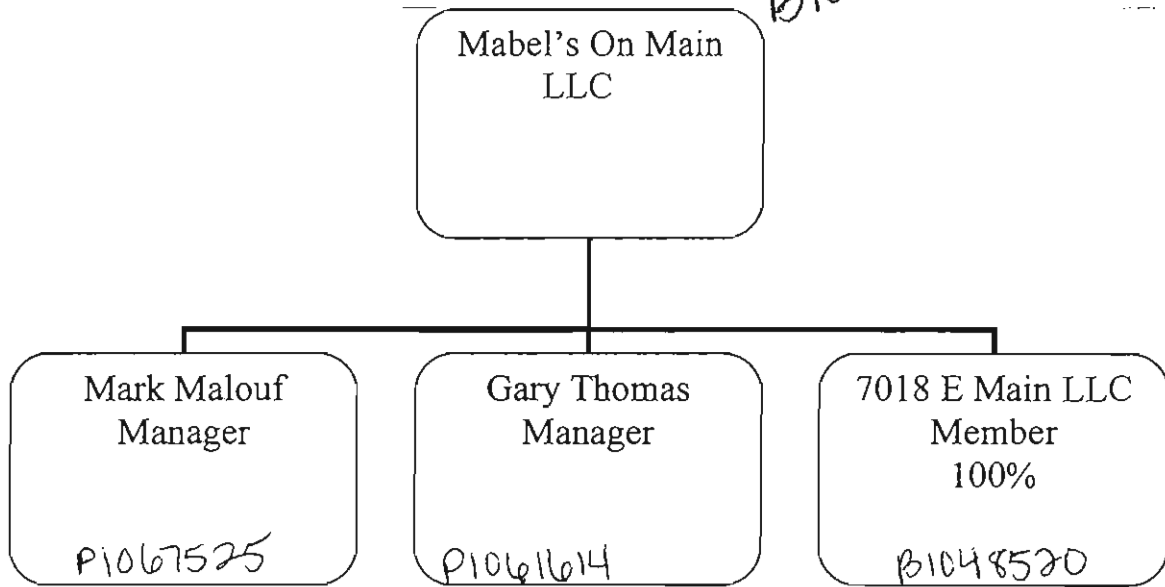 Mabel's On Main
LLC
Mark Malouf
Manager
P1067525
Gary Thomas
Manager
P1061614
7018 E Main LLC
Member
100%
B1048520